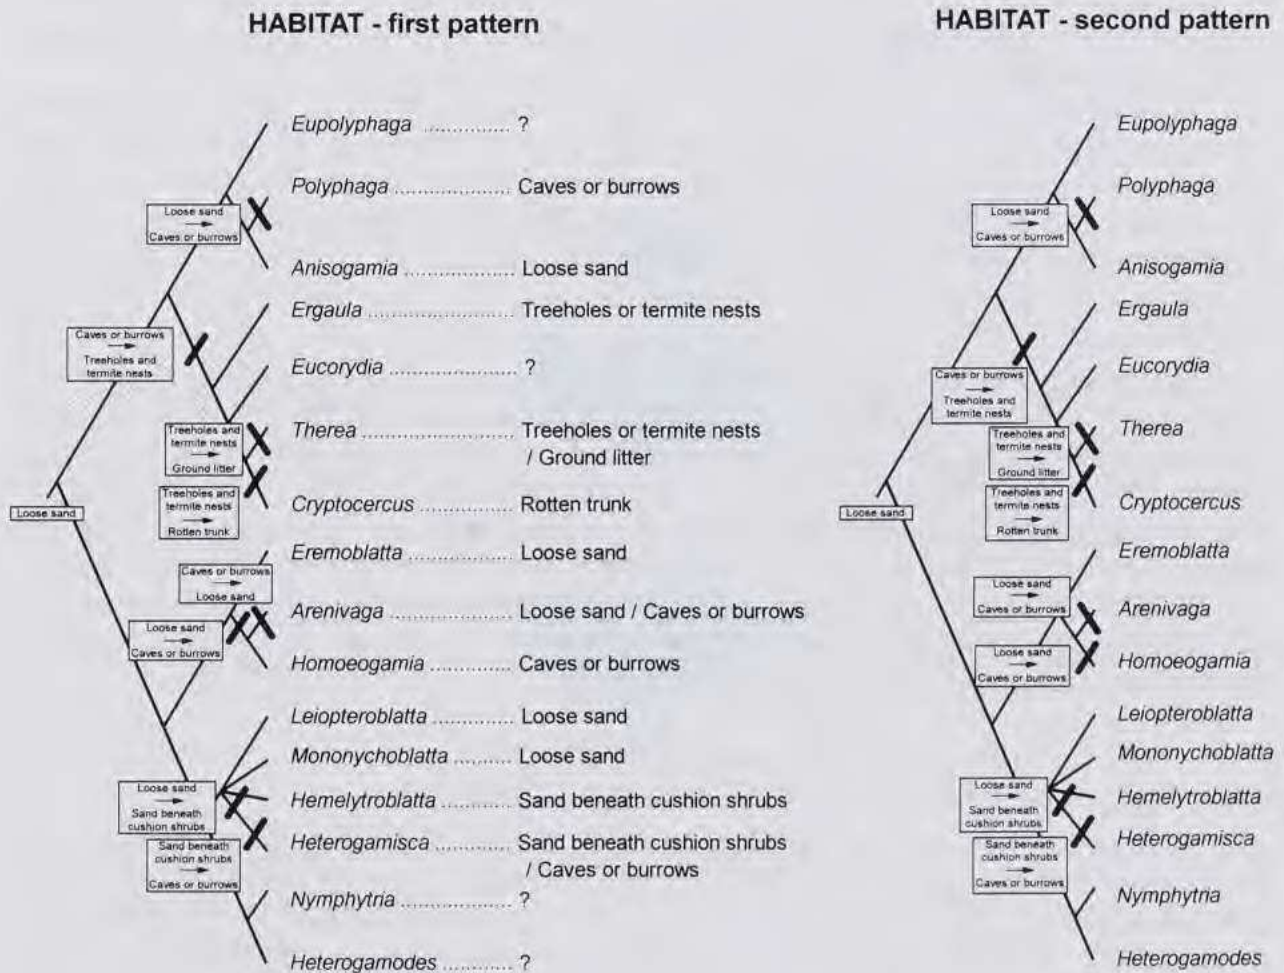 HABITAT - first pattern
Eupolyphaga ............... ?
Polyphaga .................... Caves or burrows
Loose sand
→
Caves or burrows
Anisogamia ................... Loose sand
Ergaula .......................... Treeholes or termite nests
Caves or burrows
→
Treeholes and
termite nests
Eucorydia ...................... ?
Therea ........................... Treeholes or termite nests
/ Ground litter
Treeholes and
termite nests
→
Ground litter
Cryptocercus ................. Rotten trunk
Treeholes and
termite nests
→
Rotten trunk
Loose sand
Eremoblatta ................... Loose sand
Caves or burrows
→
Loose sand
Arenivaga ...................... Loose sand / Caves or burrows
Loose sand
→
Caves or burrows
Homoeogamia .............. Caves or burrows
Leiopteroblatta .............. Loose sand
Mononychoblatta ........... Loose sand
Loose sand
→
Sand beneath
cushion shrubs
Hemelytroblatta ............. Sand beneath cushion shrubs
Heterogamisca ............. Sand beneath cushion shrubs
/ Caves or burrows
Sand beneath
cushion shrubs
→
Caves or burrows
Nymphytria .................... ?
Heterogamodes ............ ?
HABITAT - second pattern
Eupolyphaga
Polyphaga
Loose sand
→
Caves or burrows
Anisogamia
Ergaula
Eucorydia
Caves or burrows
→
Treeholes and
termite nests
Therea
Treeholes and
termite nests
→
Ground litter
Cryptocercus
Treeholes and
termite nests
→
Rotten trunk
Loose sand
Eremoblatta
Loose sand
→
Caves or burrows
Arenivaga
Homoeogamia
Loose sand
→
Caves or burrows
Leiopteroblatta
Mononychoblatta
Loose sand
→
Sand beneath
cushion shrubs
Hemelytroblatta
Heterogamisca
Sand beneath
cushion shrubs
→
Caves or burrows
Nymphytria
Heterogamodes